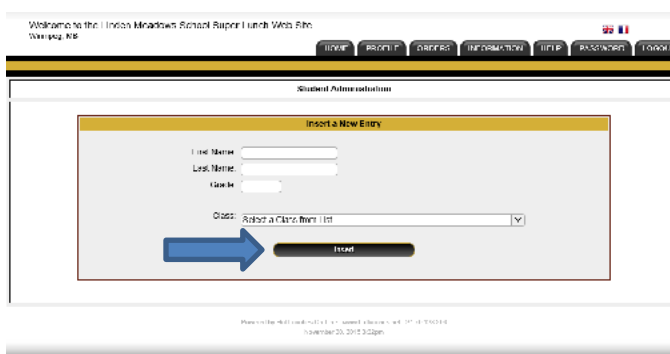 Welcome to the Linden Meadows School Super Lunch Web Site
Winnipeg, MB
HOME PROFILE ORDERS INFORMATION HELP PASSWORD LOGOU
Student Administration
Insert a New Entry
First Name:
Last Name:
Grade:
Class: Select a Class from List
Insert
November 20, 2015 3:22pm